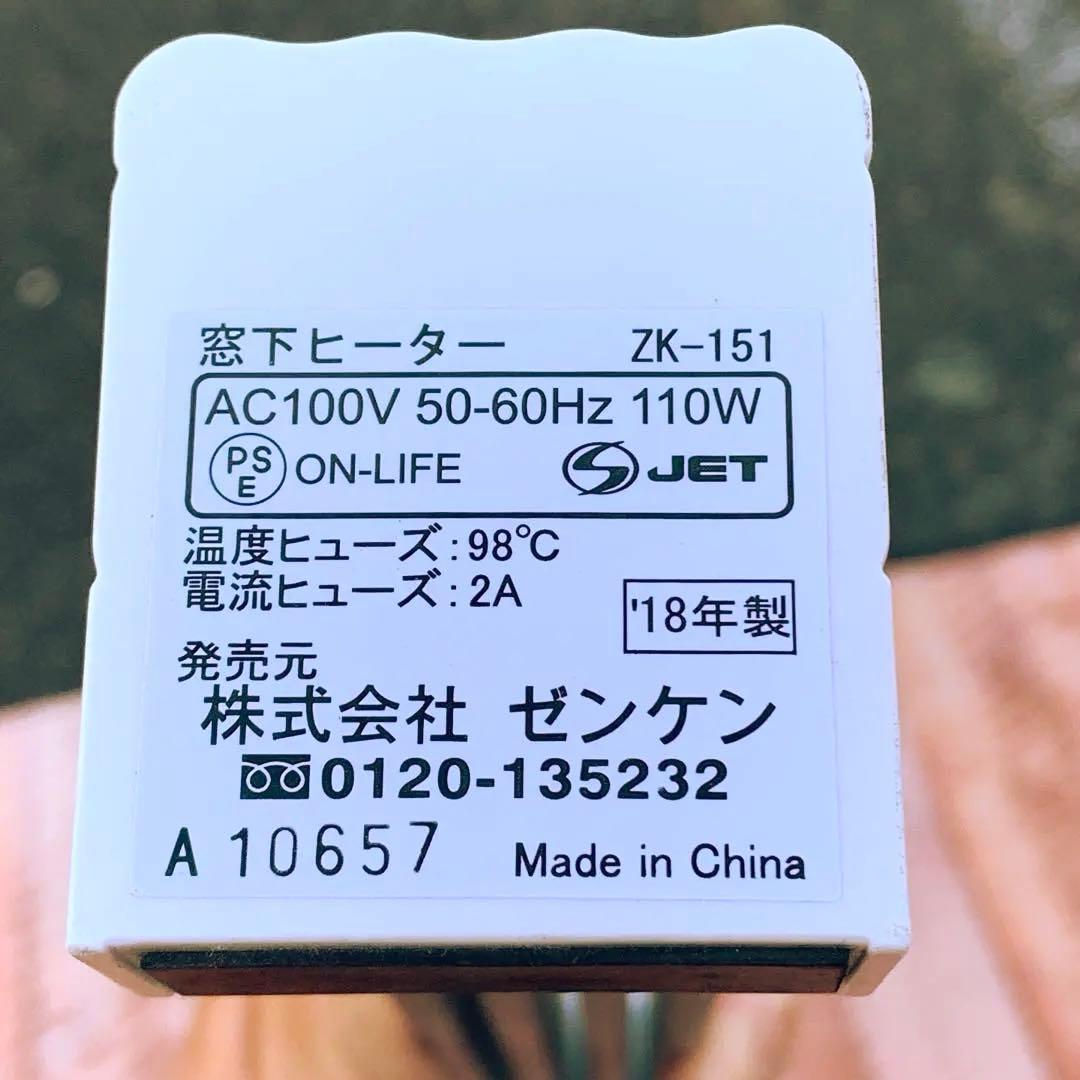 窓下ヒーター ZK-151
AC100V 50-60Hz 110W
PSE ON-LIFE JET
温度ヒューズ:98℃
電流ヒューズ:2A
'18年製
発売元
株式会社 ゼンケン
0120-135232
A 10657 Made in China